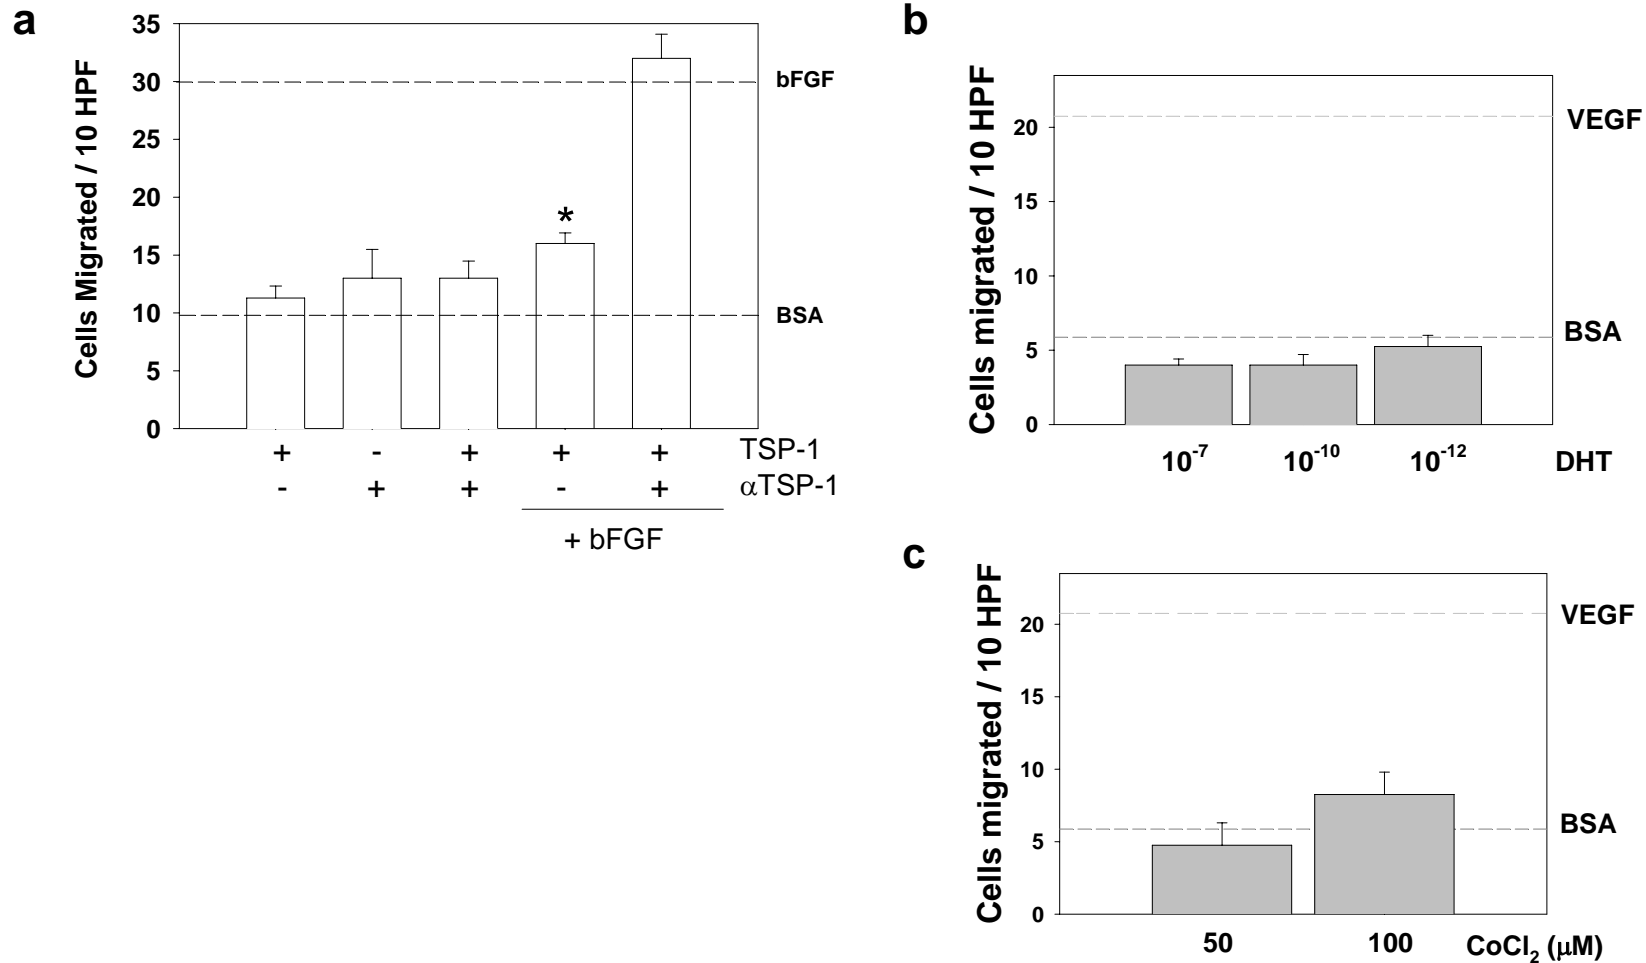 a
Cells Migrated / 10 HPF
35
30
25
20
15
10
5
0
*
bFGF
BSA
+ - + + + TSP-1
- + + - + αTSP-1
+ bFGF
b
Cells migrated / 10 HPF
20
15
10
5
0
VEGF
BSA
10⁻⁷ 10⁻¹⁰ 10⁻¹² DHT
c
Cells migrated / 10 HPF
20
15
10
5
0
VEGF
BSA
50 100 CoCl₂ (μM)